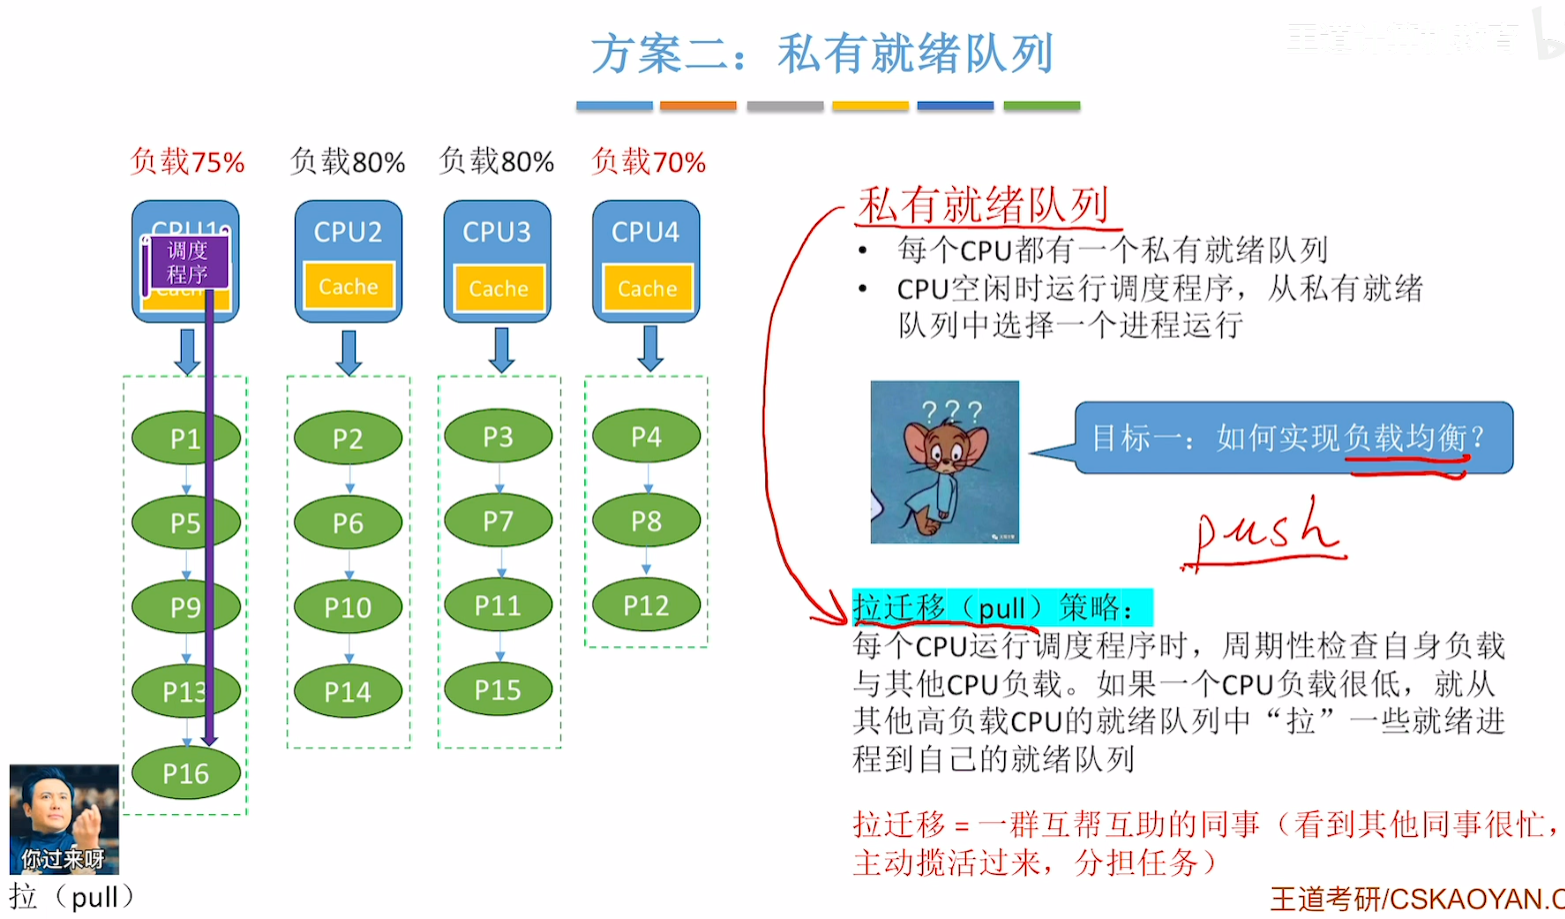 方案二：私有就绪队列
负载75%
负载80%
负载80%
负载70%
CPU1
CPU2
CPU3
CPU4
调度
程序
Cache
Cache
Cache
Cache
P1
P2
P3
P4
P5
P6
P7
P8
P9
P10
P11
P12
P13
P14
P15
P16
你过来呀
拉（pull）
私有就绪队列
• 每个CPU都有一个私有就绪队列
• CPU空闲时运行调度程序，从私有就绪
队列中选择一个进程运行
???
目标一：如何实现负载均衡？
push
拉迁移（pull）策略：
每个CPU运行调度程序时，周期性检查自身负载
与其他CPU负载。如果一个CPU负载很低，就从
其他高负载CPU的就绪队列中“拉”一些就绪进
程到自己的就绪队列
拉迁移 = 一群互帮互助的同事（看到其他同事很忙，
主动揽活过来，分担任务）
王道考研/CSKAOYAN.C